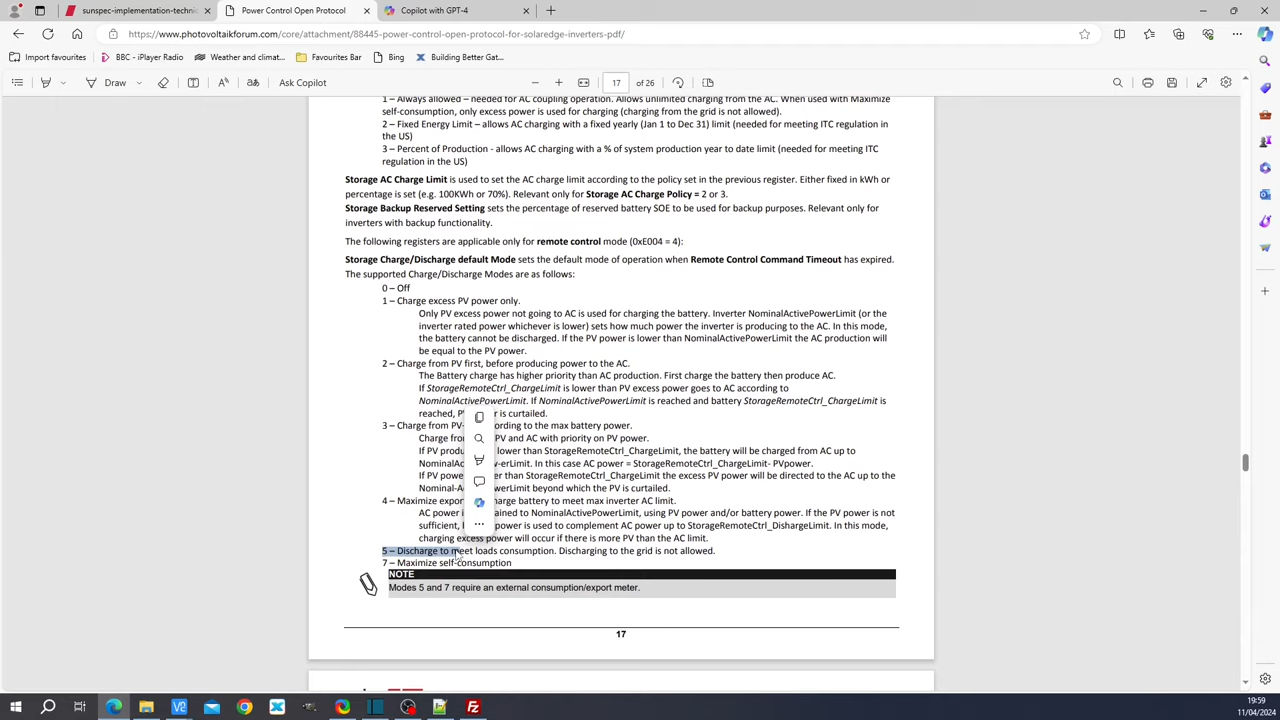 sunspec-implementation-technic
Power Control Open Protocol
Copilot with GPT-4
https://www.photovoltaikforum.com/core/attachment/88445-power-control-open-protocol-for-solaredge-inverters-pdf/
Import favourites
BBC - iPlayer Radio
Weather and climat...
Favourites Bar
Bing
Building Better Gat...
Draw
Ask Copilot
17 of 26
1 – Always allowed – needed for AC coupling operation. Allows unlimited charging from the AC. When used with Maximize
self-consumption, only excess power is used for charging (charging from the grid is not allowed).
2 – Fixed Energy Limit – allows AC charging with a fixed yearly (Jan 1 to Dec 31) limit (needed for meeting ITC regulation in
the US)
3 – Percent of Production - allows AC charging with a % of system production year to date limit (needed for meeting ITC
regulation in the US)
Storage AC Charge Limit is used to set the AC charge limit according to the policy set in the previous register. Either fixed in kWh or
percentage is set (e.g. 100KWh or 70%). Relevant only for Storage AC Charge Policy = 2 or 3.
Storage Backup Reserved Setting sets the percentage of reserved battery SOE to be used for backup purposes. Relevant only for
inverters with backup functionality.
The following registers are applicable only for remote control mode (0xE004 = 4):
Storage Charge/Discharge default Mode sets the default mode of operation when Remote Control Command Timeout has expired.
The supported Charge/Discharge Modes are as follows:
0 – Off
1 – Charge excess PV power only.
Only PV excess power not going to AC is used for charging the battery. Inverter NominalActivePowerLimit (or the
inverter rated power whichever is lower) sets how much power the inverter is producing to the AC. In this mode,
the battery cannot be discharged. If the PV power is lower than NominalActivePowerLimit the AC production will
be equal to the PV power.
2 – Charge from PV first, before producing power to the AC.
The Battery charge has higher priority than AC production. First charge the battery then produce AC.
If StorageRemoteCtrl_ChargeLimit is lower than PV excess power goes to AC according to
NominalActivePowerLimit. If NominalActivePowerLimit is reached and battery StorageRemoteCtrl_ChargeLimit is
reached, P r is curtailed.
3 – Charge from PV ording to the max battery power.
Charge fro PV and AC with priority on PV power.
If PV produ lower than StorageRemoteCtrl_ChargeLimit, the battery will be charged from AC up to
NominalAc w-erLimit. In this case AC power = StorageRemoteCtrl_ChargeLimit- PVpower.
If PV powe than StorageRemoteCtrl_ChargeLimit the excess PV power will be directed to the AC up to the
Nominal-A owerLimit beyond which the PV is curtailed.
4 – Maximize expor harge battery to meet max inverter AC limit.
AC power i tained to NominalActivePowerLimit, using PV power and/or battery power. If the PV power is not
sufficient, power is used to complement AC power up to StorageRemoteCtrl_DishargeLimit. In this mode,
charging excess power will occur if there is more PV than the AC limit.
5 – Discharge to meet loads consumption. Discharging to the grid is not allowed.
7 – Maximize self-consumption
NOTE
Modes 5 and 7 require an external consumption/export meter.
17
19:59
11/04/2024